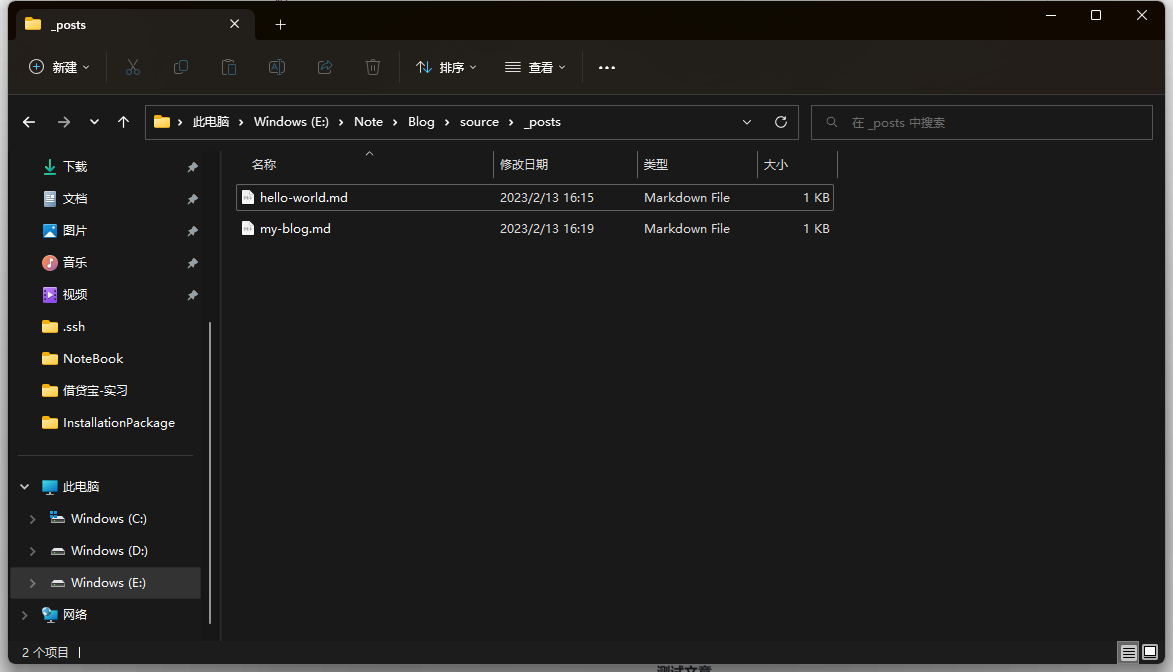 _posts
新建
排序
查看
此电脑 Windows (E:) Note Blog source _posts
在 _posts 中搜索
下载
文档
图片
音乐
视频
.ssh
NoteBook
借贷宝-实习
InstallationPackage
此电脑
Windows (C:)
Windows (D:)
Windows (E:)
网络
名称 修改日期 类型 大小
hello-world.md 2023/2/13 16:15 Markdown File 1 KB
my-blog.md 2023/2/13 16:19 Markdown File 1 KB
2 个项目
测试文章